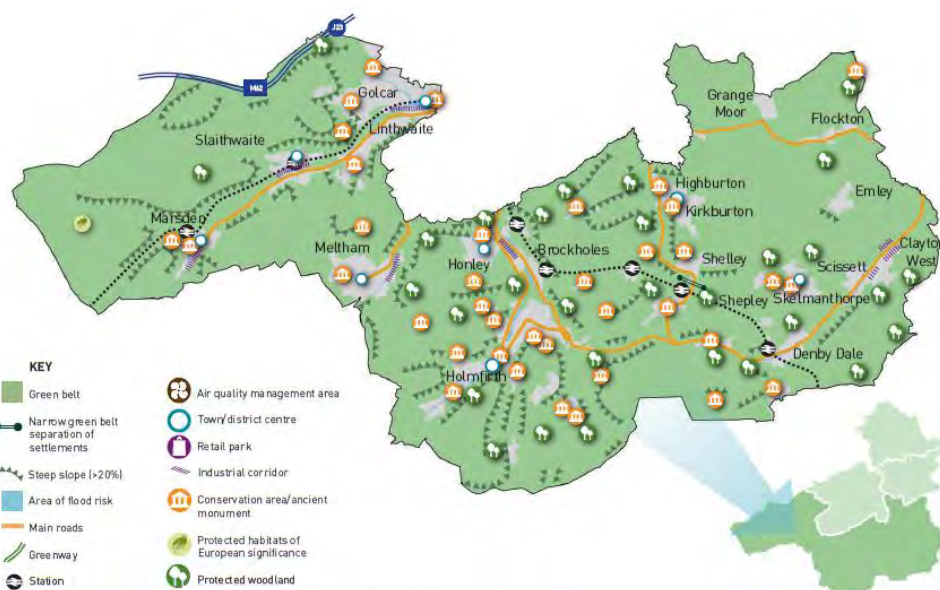 J23
M62
Golcar
Linthwaite
Slaithwaite
Marsden
Meltham
Grange
Moor
Flockton
Emley
Highburton
Kirkburton
Clayton
West
Shelley
Scissett
Skelmanthorpe
Shepley
Brockholes
Honley
Denby Dale
Holmfirth
KEY
Green belt
Narrow green belt
separation of
settlements
Steep slope (>20%)
Area of flood risk
Main roads
Greenway
Station
Air quality management area
Town/district centre
Retail park
Industrial corridor
Conservation area/ancient
monument
Protected habitats of
European significance
Protected woodland